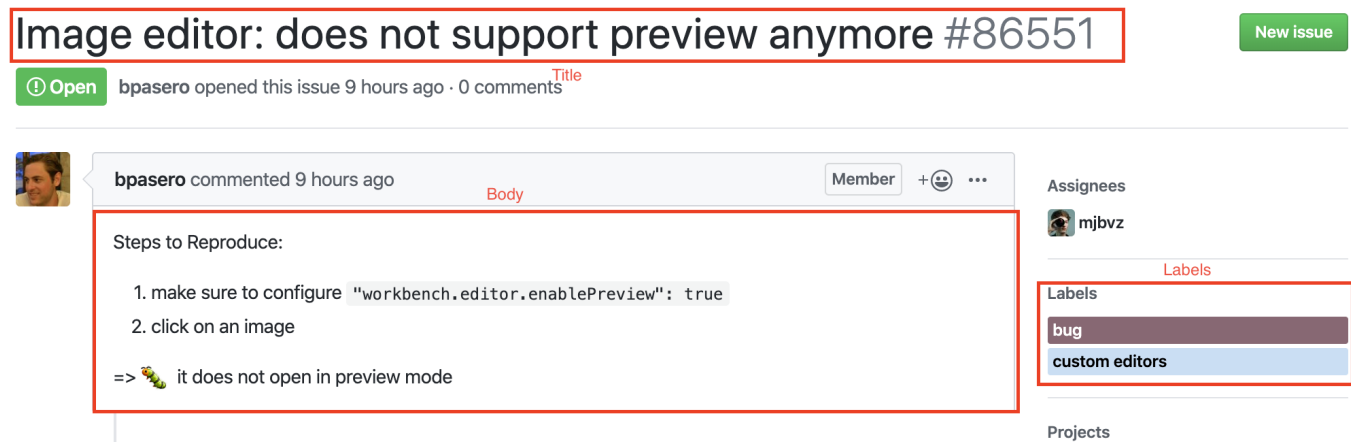 Image editor: does not support preview anymore #86551
New issue
Title
Open bpasero opened this issue 9 hours ago · 0 comments
bpasero commented 9 hours ago
Member
Body
Steps to Reproduce:
1. make sure to configure "workbench.editor.enablePreview": true
2. click on an image
=> 🐛 it does not open in preview mode
Assignees
mjbvz
Labels
Labels
bug
custom editors
Projects